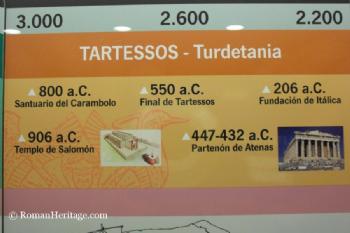 3.000 2.600 2.200
TARTESSOS - Turdetania
800 a.C. 550 a.C. 206 a.C.
Santuario del Carambolo Final de Tartessos Fundación de Itálica
906 a.C. 447-432 a.C.
Templo de Salomón Partenón de Atenas
© RomanHeritage.com